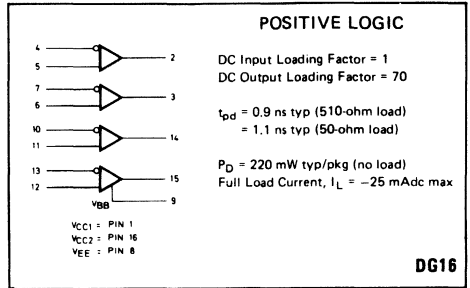 POSITIVE LOGIC
4
5
2
7
6
3
10
11
14
13
12
15
VBB
9
DC Input Loading Factor = 1
DC Output Loading Factor = 70
tpd = 0.9 ns typ (510-ohm load)
= 1.1 ns typ (50-ohm load)
PD = 220 mW typ/pkg (no load)
Full Load Current, IL = −25 mAdc max
VCC1 = PIN 1
VCC2 = PIN 16
VEE = PIN 8
DG16